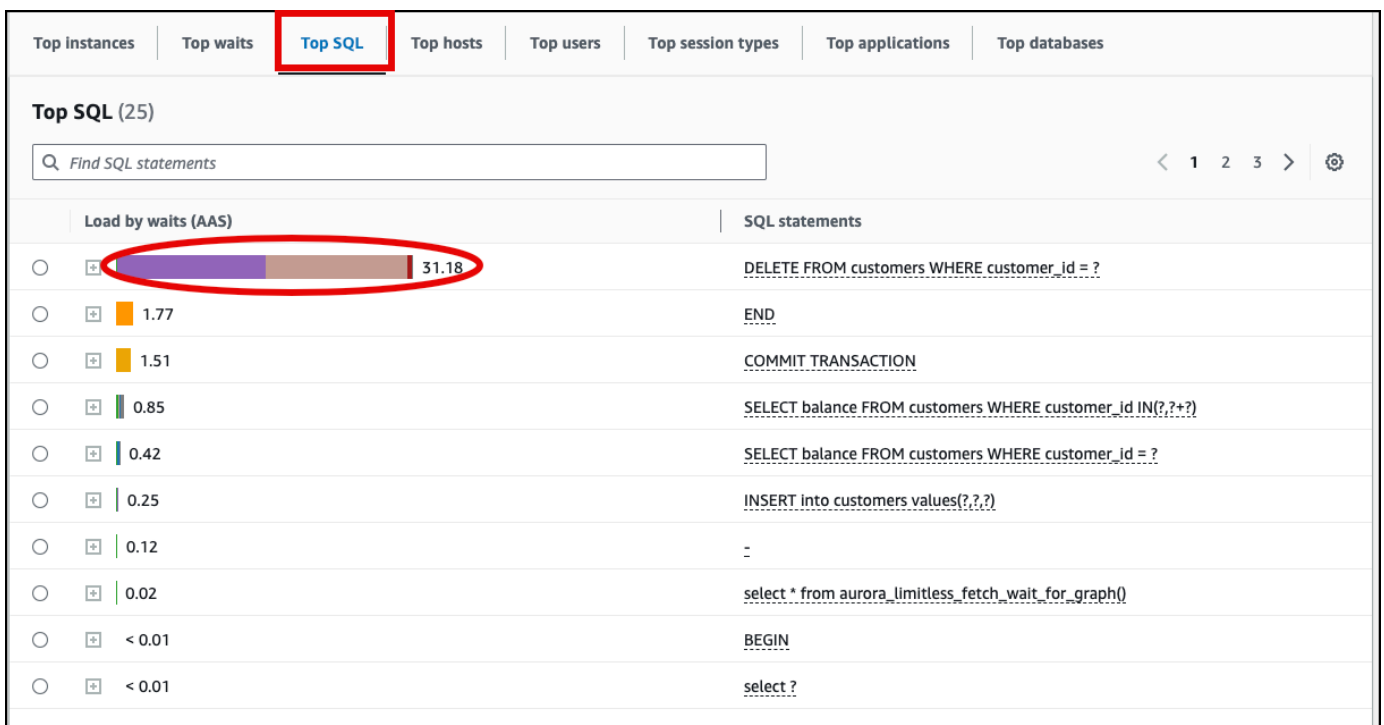 Top instances Top waits Top SQL Top hosts Top users Top session types Top applications Top databases
Top SQL (25)
Find SQL statements 1 2 3
Load by waits (AAS) SQL statements
31.18 DELETE FROM customers WHERE customer_id = ?
1.77 END
1.51 COMMIT TRANSACTION
0.85 SELECT balance FROM customers WHERE customer_id IN(?,?+?)
0.42 SELECT balance FROM customers WHERE customer_id = ?
0.25 INSERT into customers values(?,?,?)
0.12 -
0.02 select * from aurora_limitless_fetch_wait_for_graph()
< 0.01 BEGIN
< 0.01 select ?